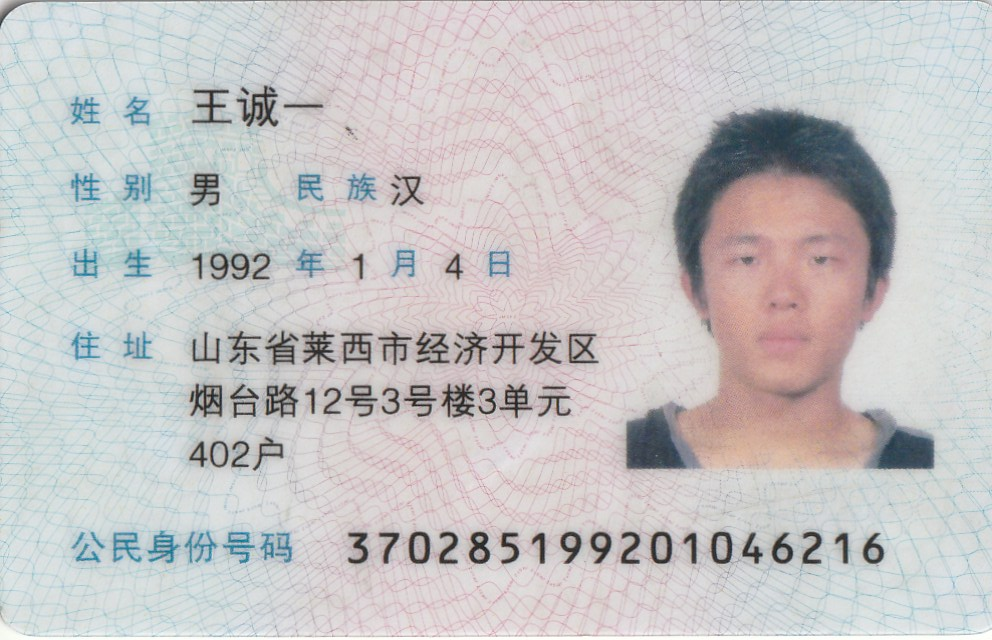 姓名 王诚一
性别 男 民族 汉
出生 1992 年 1 月 4 日
住址 山东省莱西市经济开发区
烟台路12号3号楼3单元
402户
公民身份号码 370285199201046216